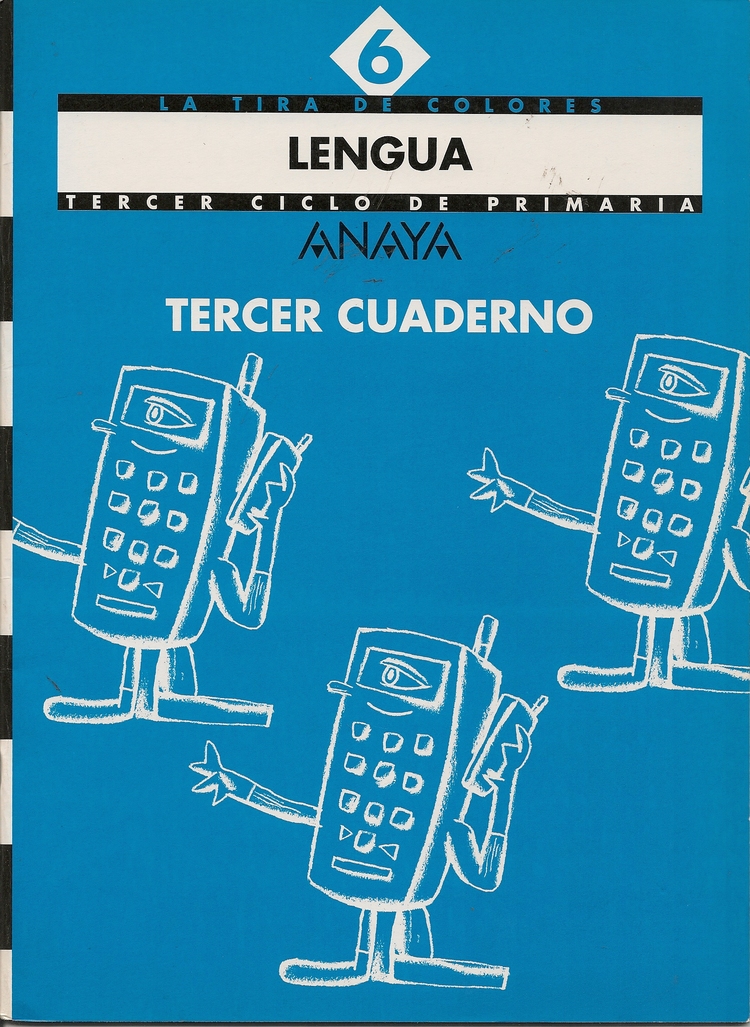 6
LA TIRA DE COLORES
LENGUA
TERCER CICLO DE PRIMARIA
ANAYA
TERCER CUADERNO